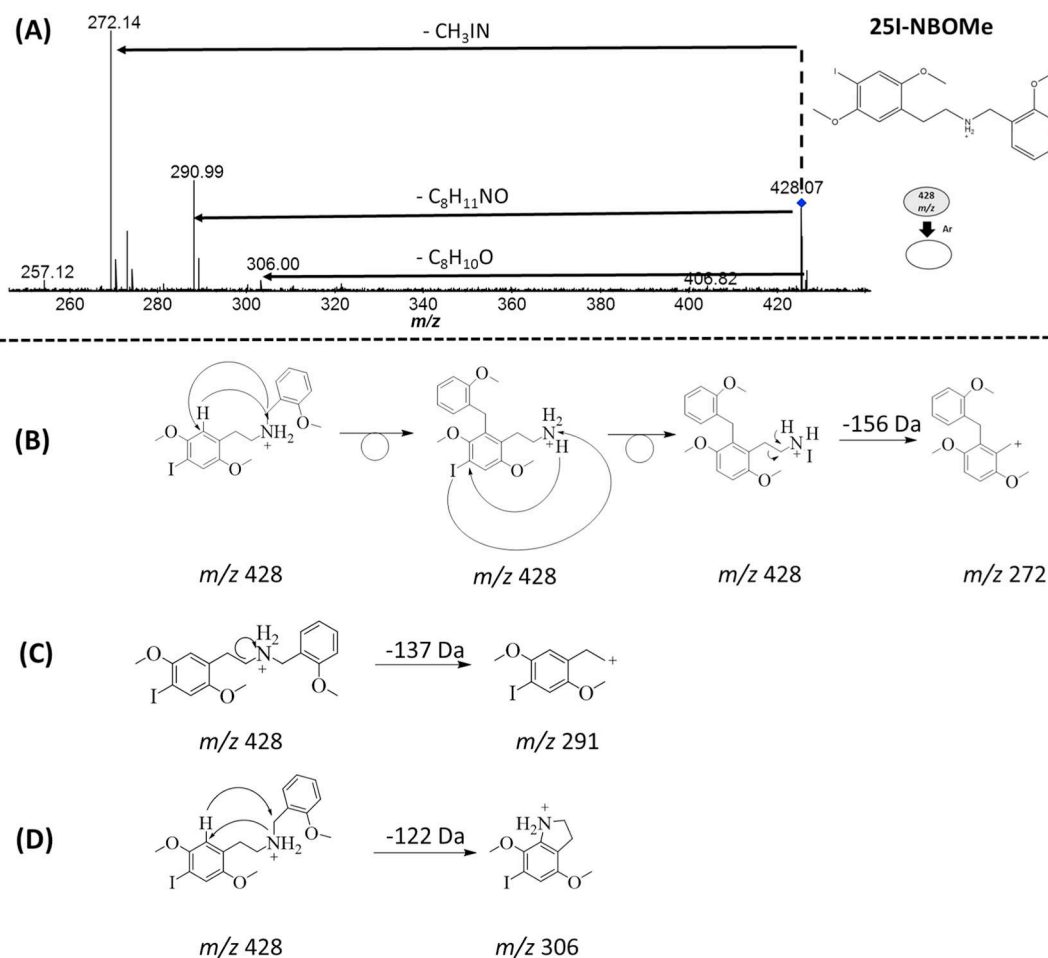 (A)
272.14
- CH₃IN
25I-NBOMe
I
O
O
N
H₂
+
O
290.99
428.07
- C₈H₁₁NO
428
m/z
Ar
257.12
306.00
- C₈H₁₀O
406.82
260 280 300 320 340 360 380 400 420
m/z
(B)
H
O
I
O
NH₂
+
O
m/z 428
O
O
I
O
H₂
N
+
H
m/z 428
O
O
O
H
H
N
+
I
m/z 428
-156 Da
O
O
O
+
m/z 272
(C)
O
I
O
H₂
N
+
O
m/z 428
-137 Da
O
I
O
+
m/z 291
(D)
H
O
I
O
NH₂
+
O
m/z 428
-122 Da
+
H₂N
O
I
O
m/z 306